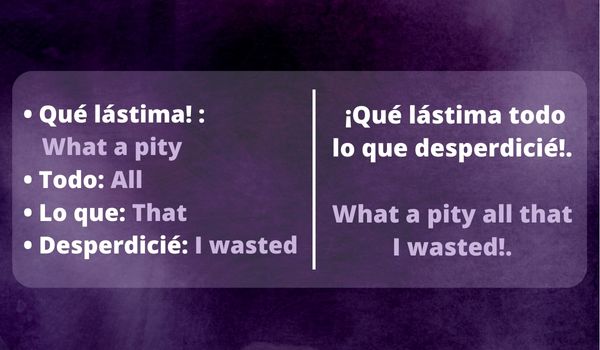 • Qué lástima! :
What a pity
• Todo: All
• Lo que: That
• Desperdicié: I wasted
¡Qué lástima todo
lo que desperdicié!.
What a pity all that
I wasted!.